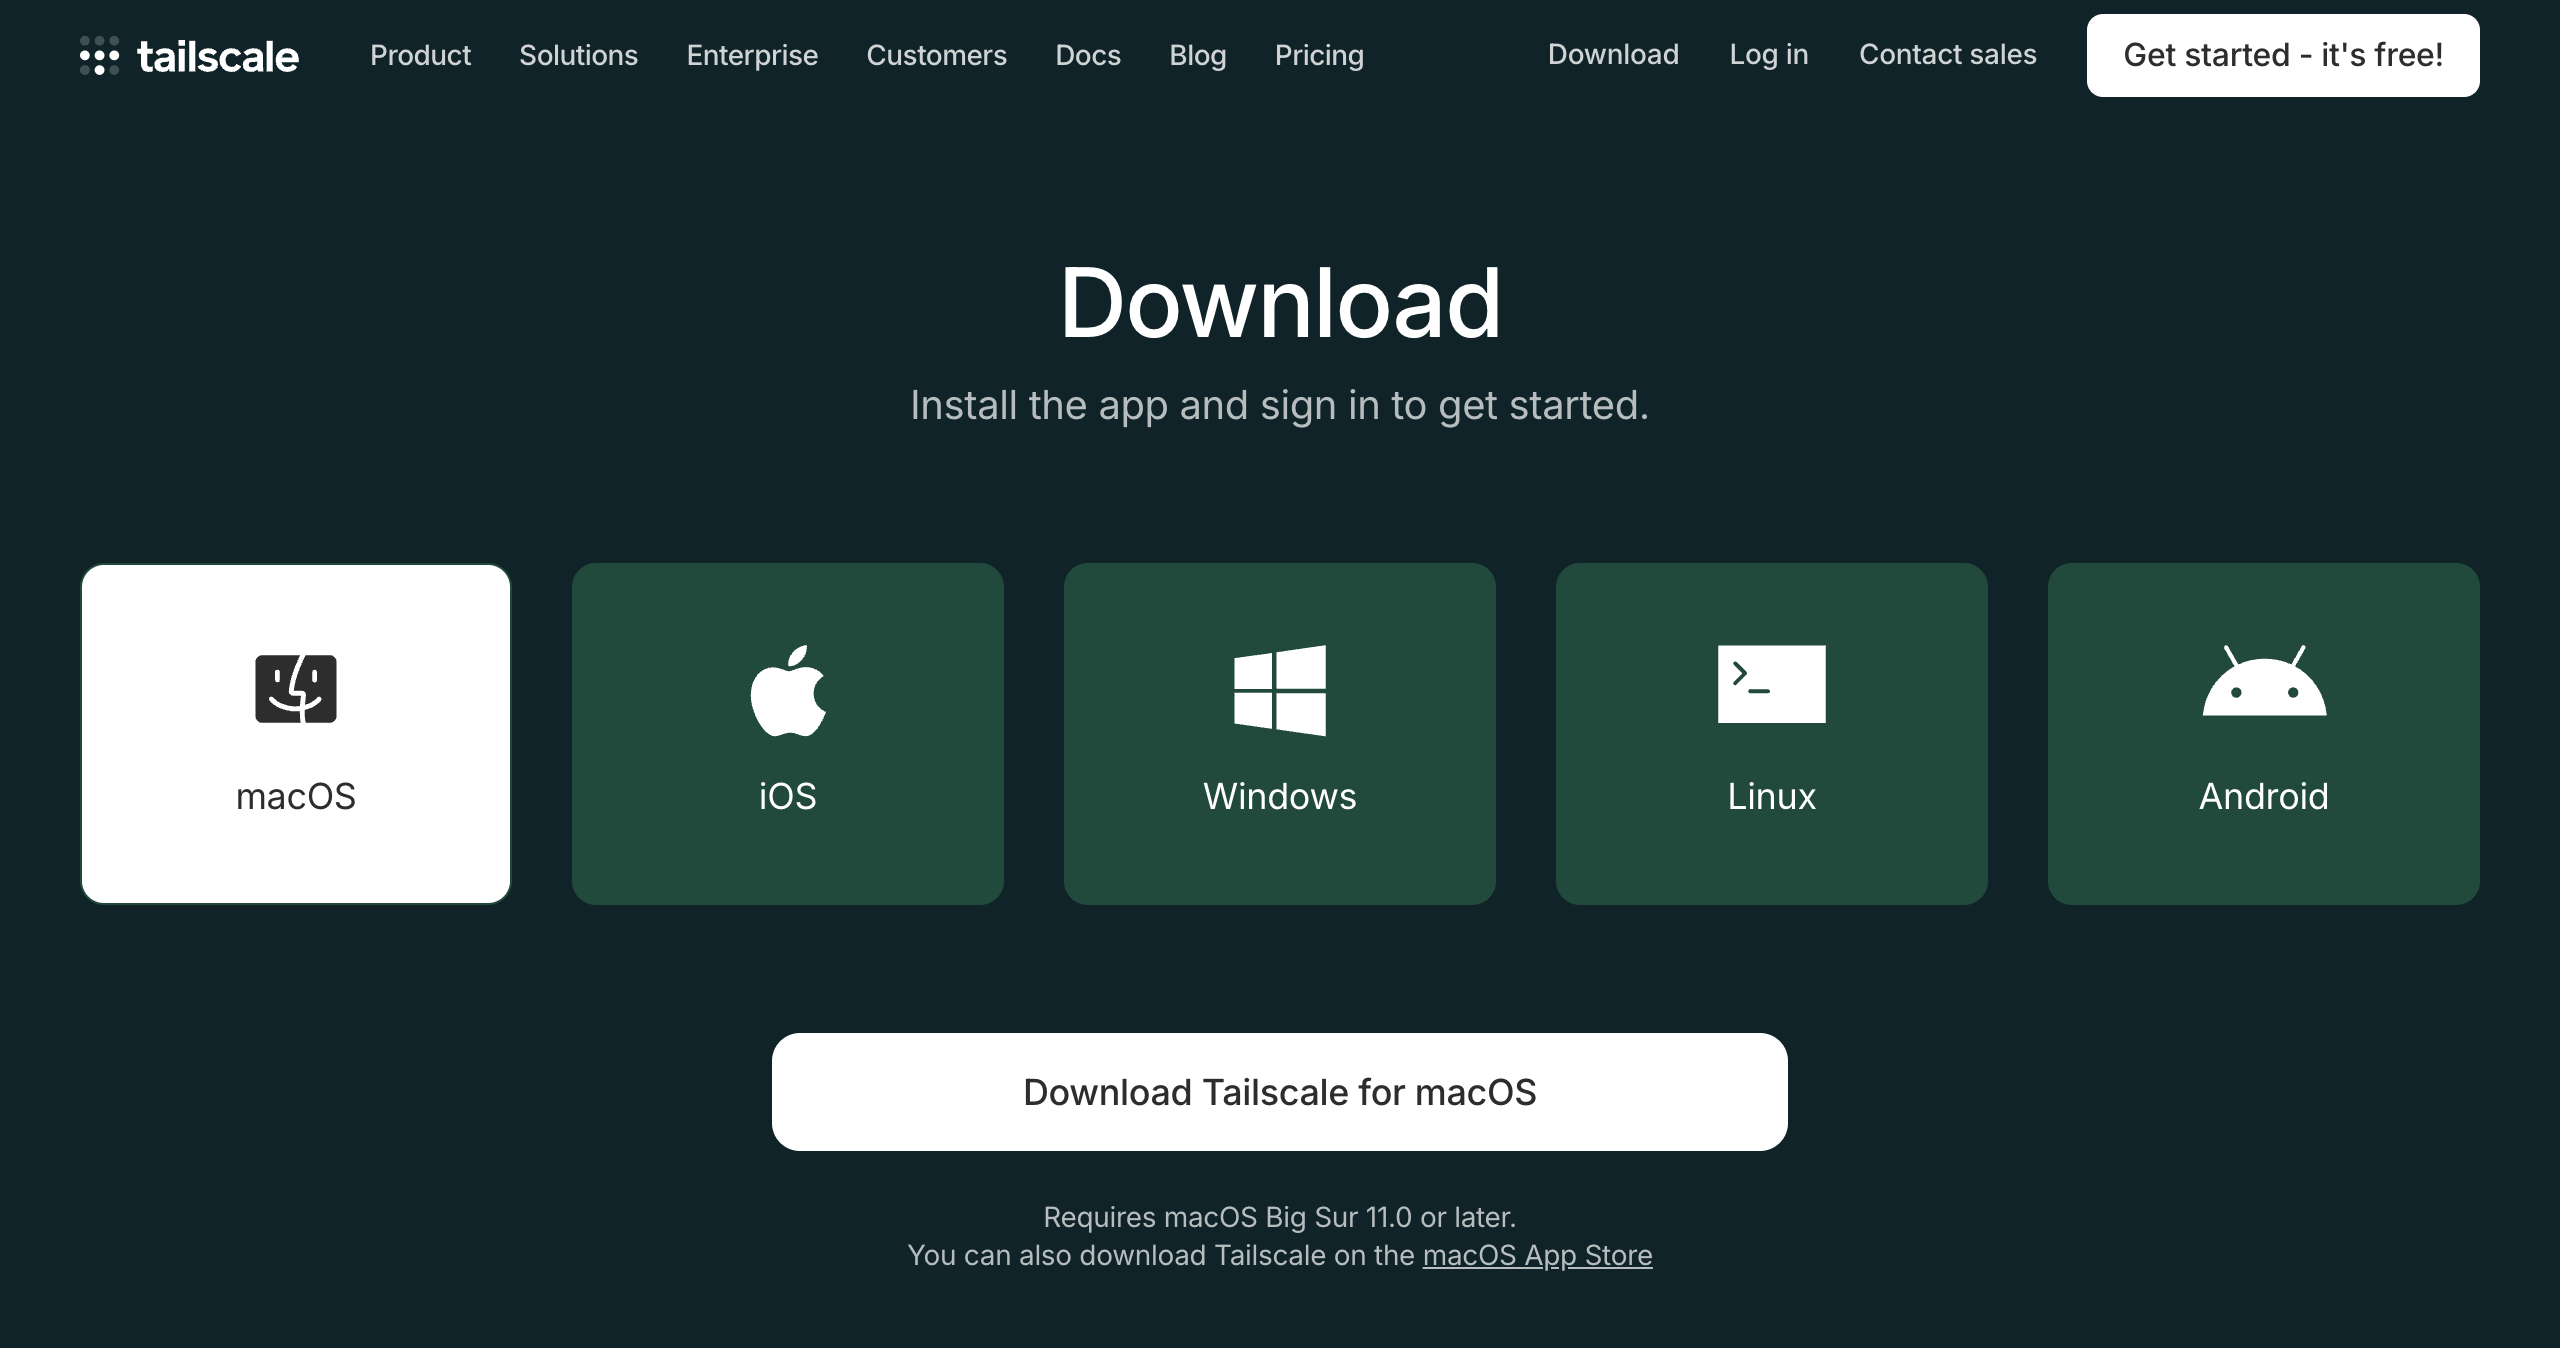 tailscale
Product Solutions Enterprise Customers Docs Blog Pricing
Download Log in Contact sales Get started - it's free!
Download
Install the app and sign in to get started.
macOS
iOS
Windows
Linux
Android
Download Tailscale for macOS
Requires macOS Big Sur 11.0 or later.
You can also download Tailscale on the macOS App Store